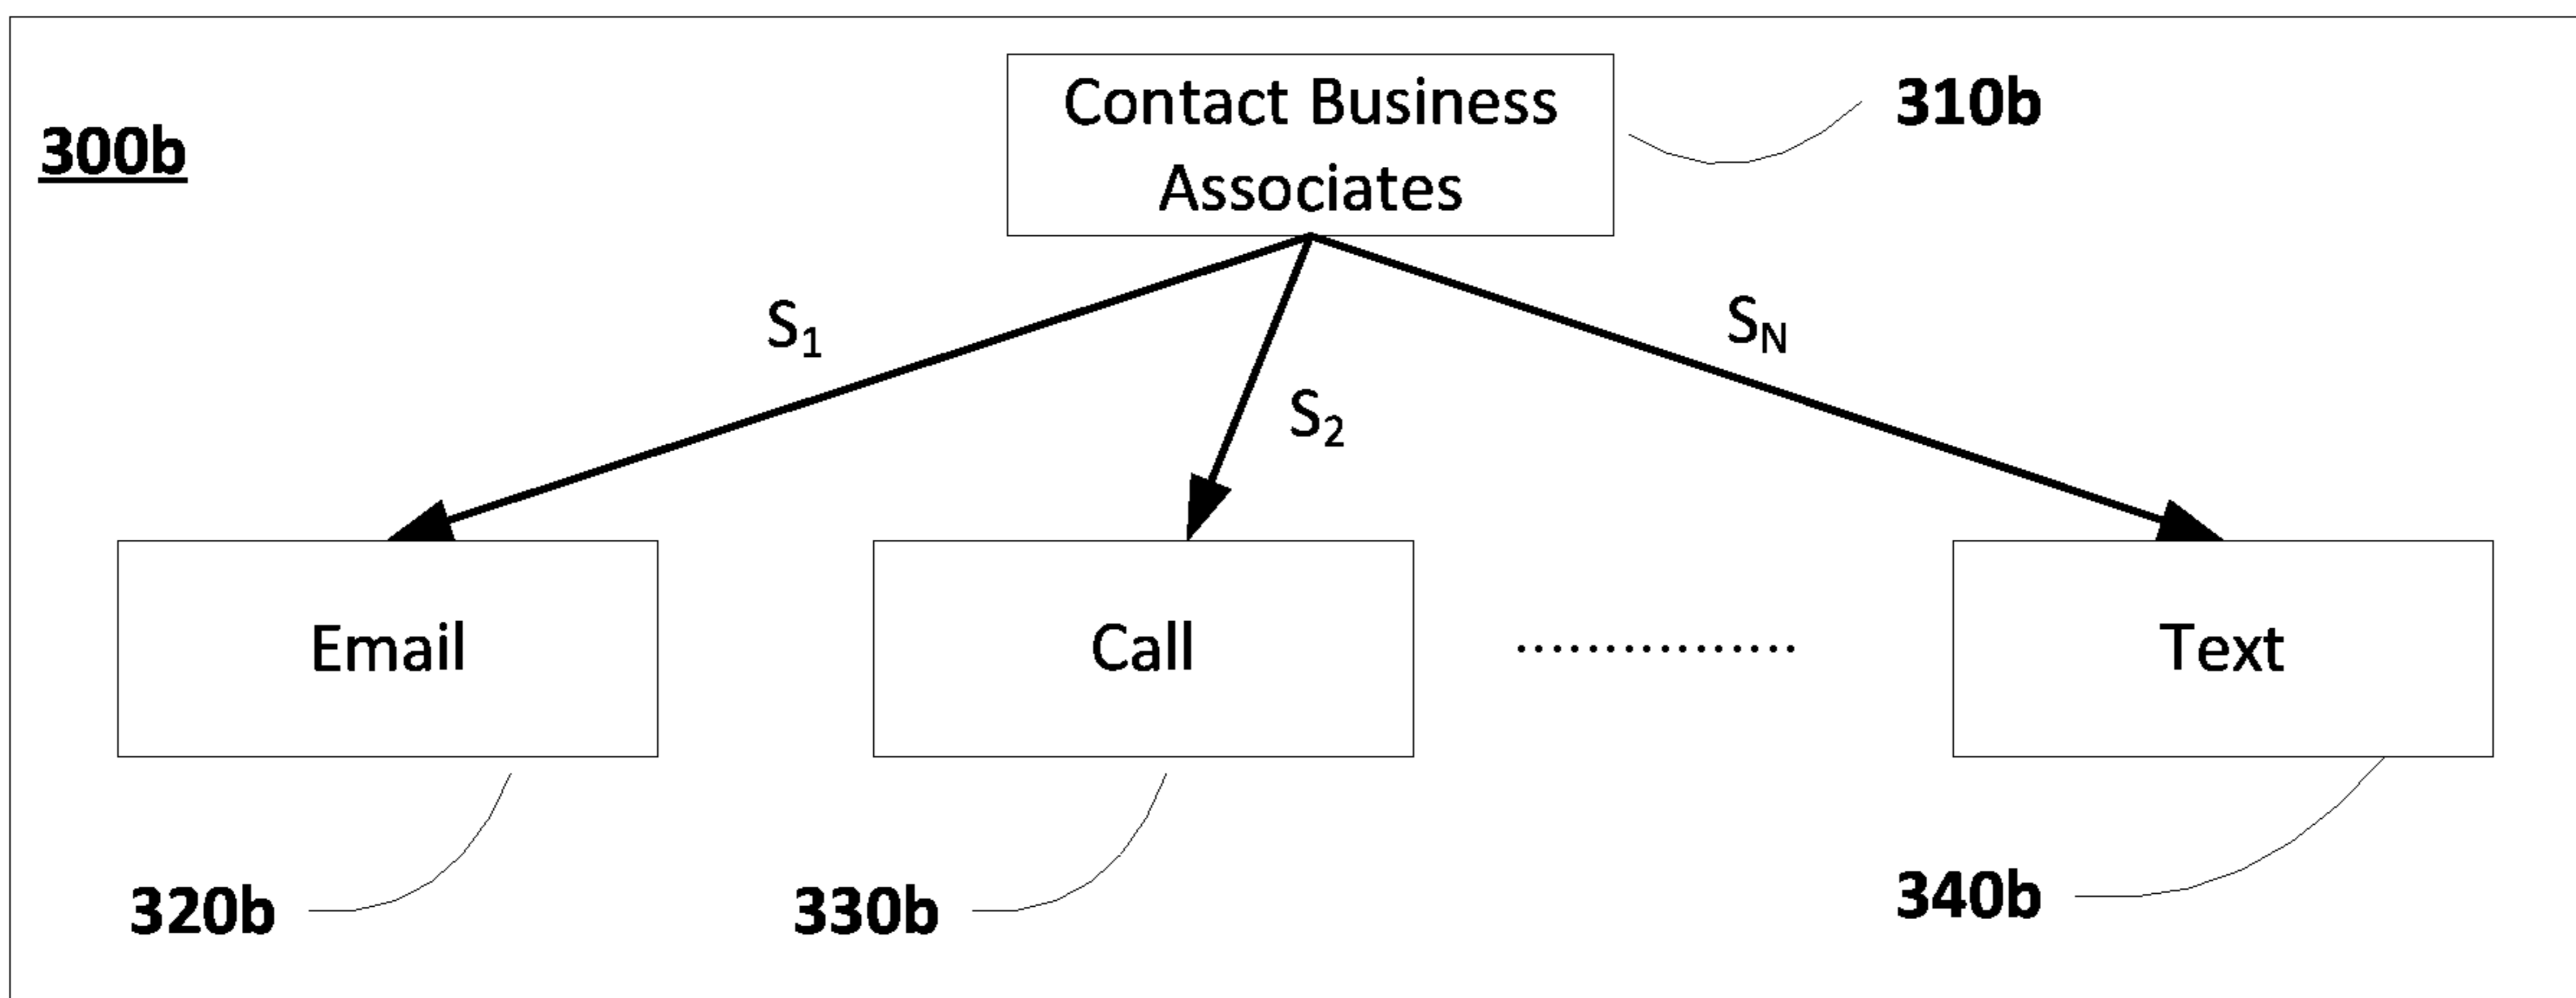 Contact Business
Associates
310b
300b
S1
SN
S2
Email
Call
...............
Text
320b
330b
340b